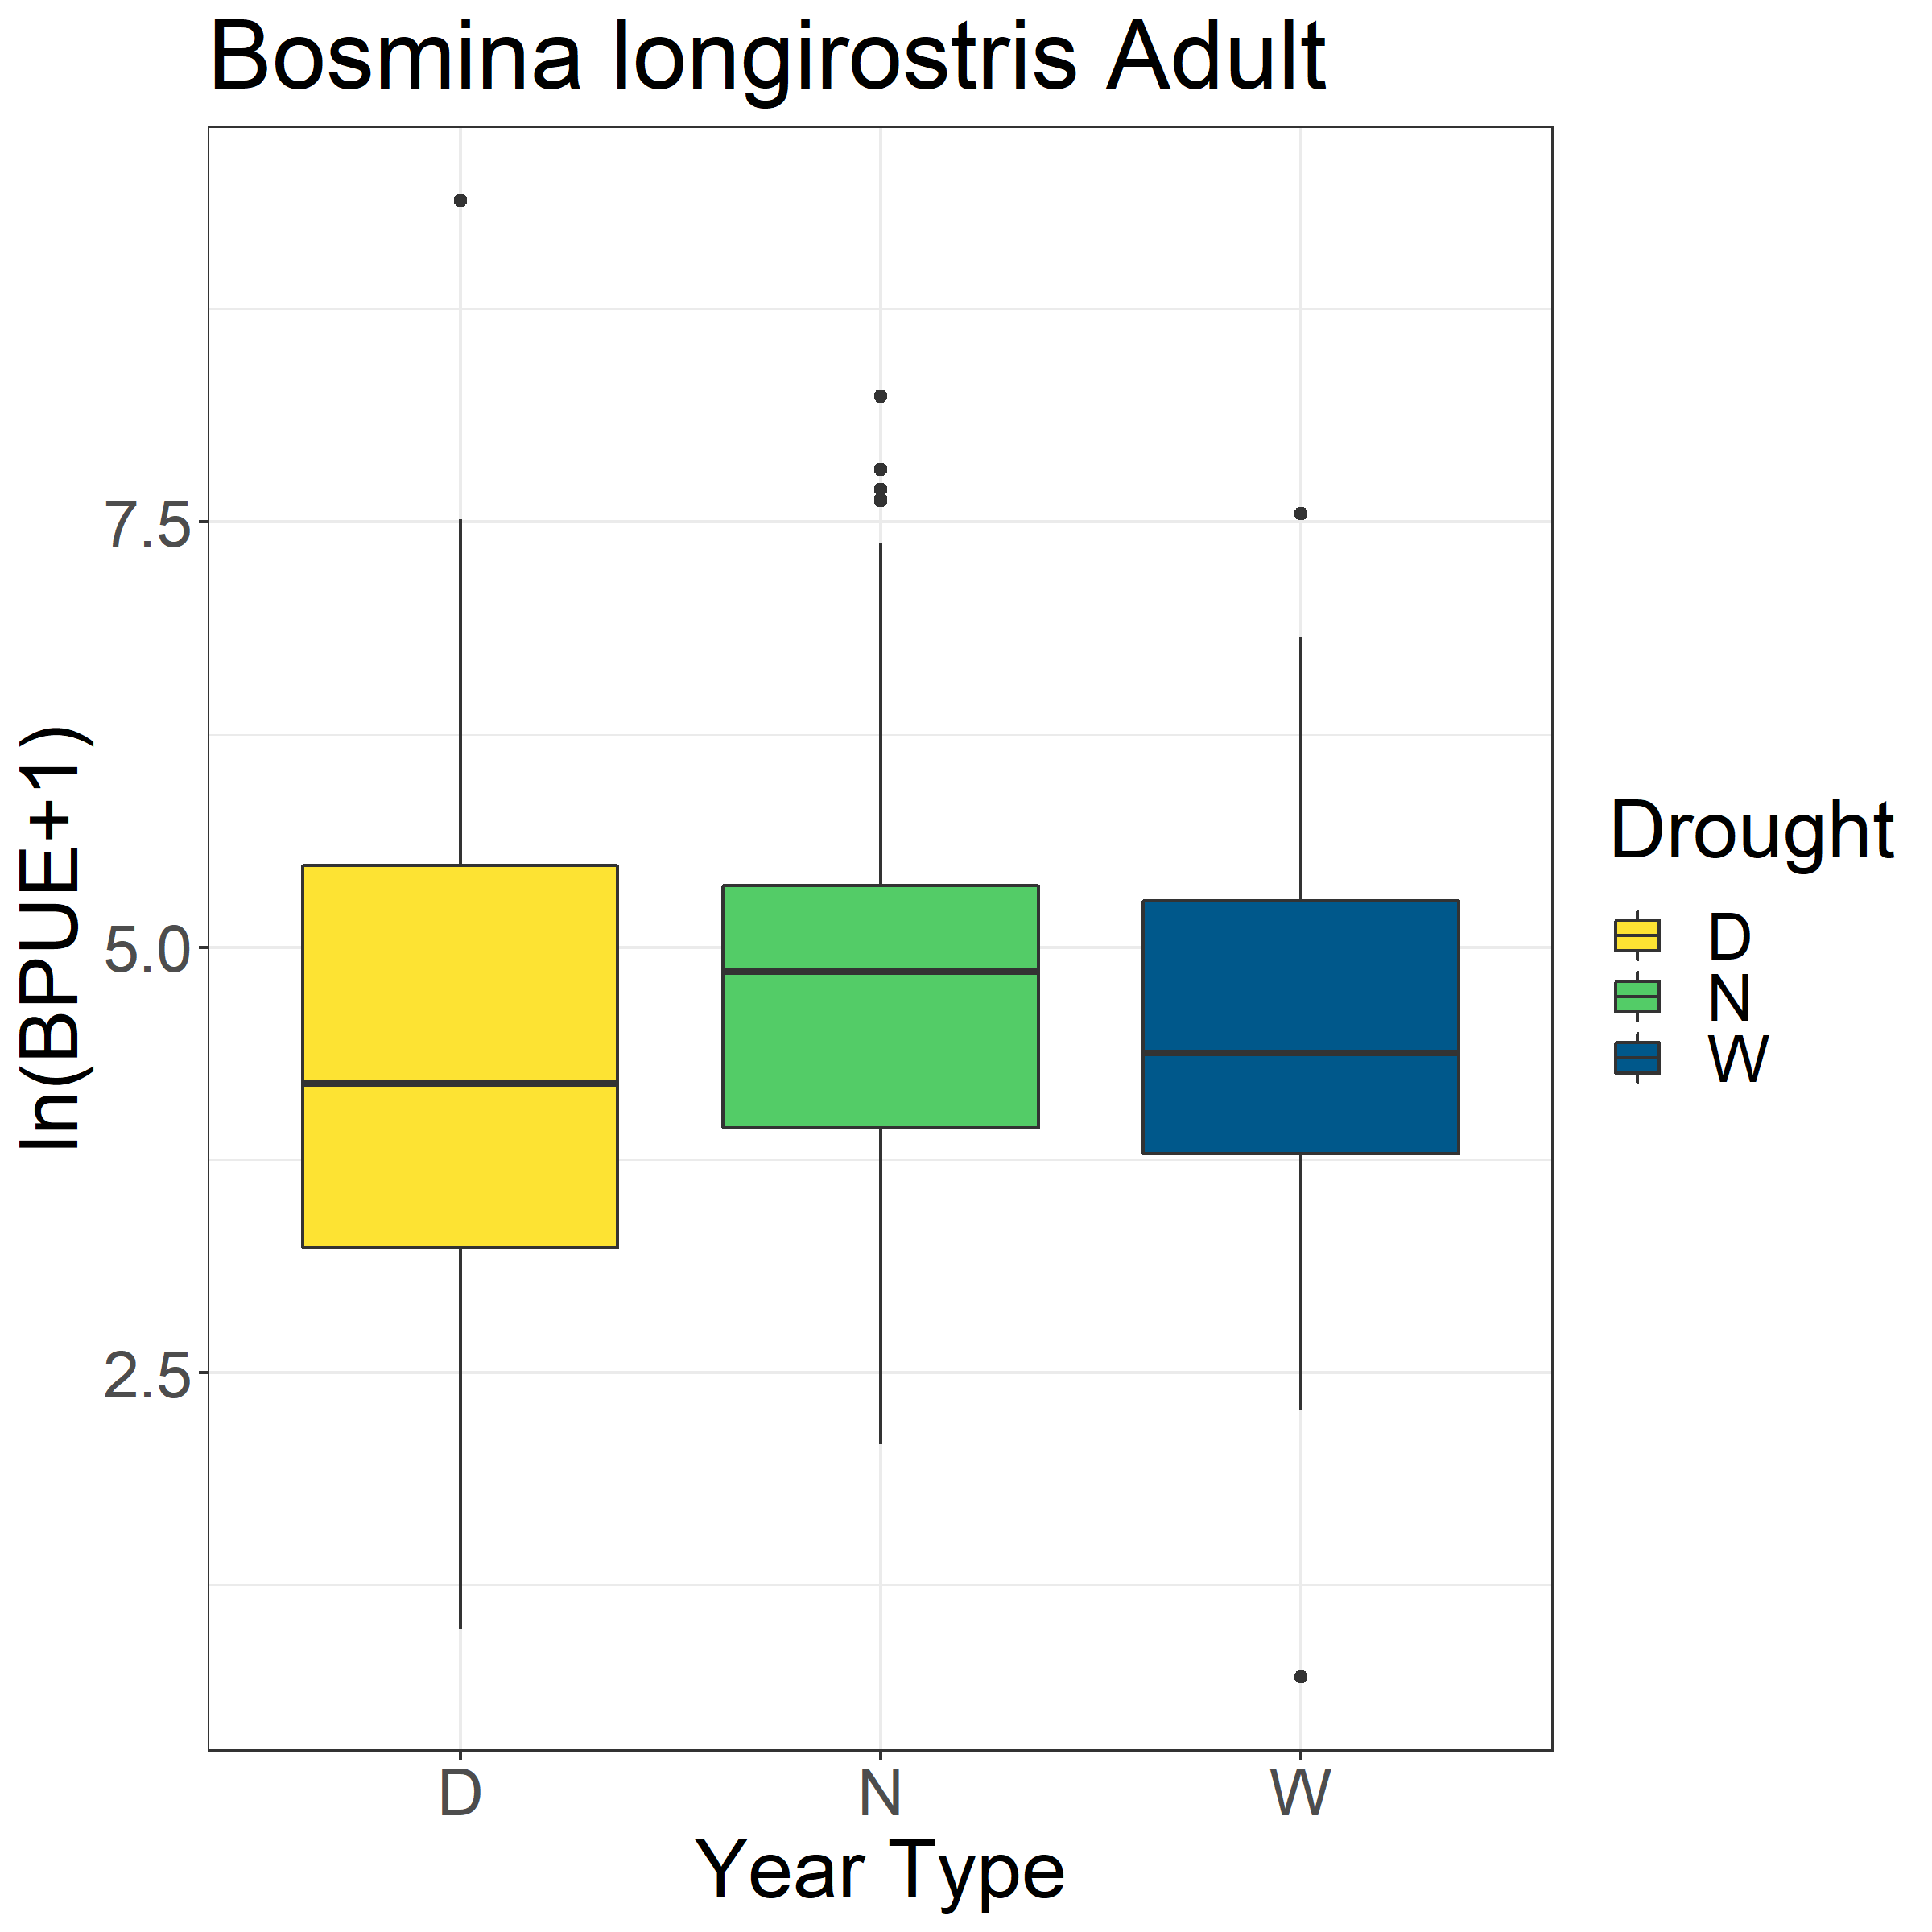 Bosmina longirostris Adult
ln(BPUE+1)
7.5
5.0
2.5
D
N
W
Year Type
Drought
D
N
W